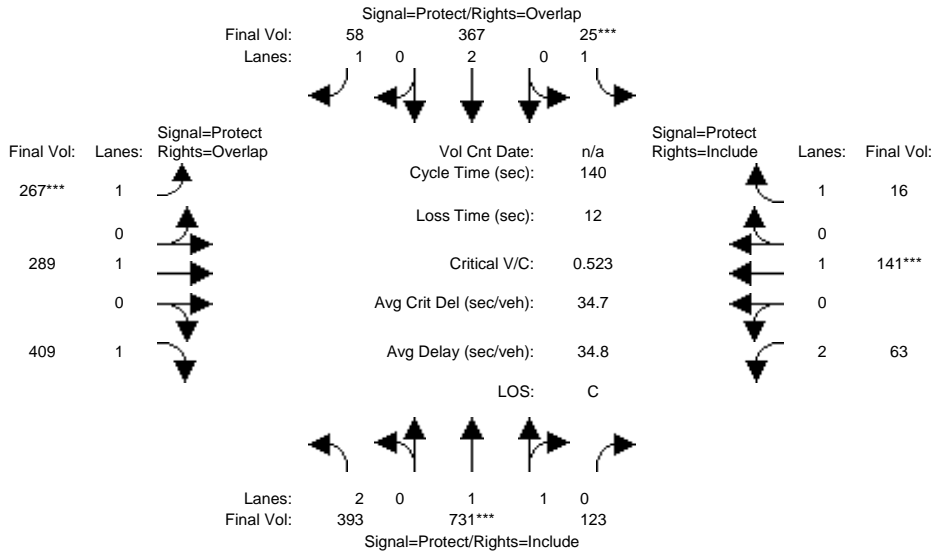 Signal=Protect/Rights=Overlap
Final Vol: 58 367 25***
Lanes: 1 0 2 0 1
Signal=Protect Signal=Protect
Final Vol: Lanes: Rights=Overlap Vol Cnt Date: n/a Rights=Include Lanes: Final Vol:
Cycle Time (sec): 140
267*** 1 1 16
Loss Time (sec): 12
0 0
289 1 Critical V/C: 0.523 1 141***
0 Avg Crit Del (sec/veh): 34.7 0
409 1 Avg Delay (sec/veh): 34.8 2 63
LOS: C
Lanes: 2 0 1 1 0
Final Vol: 393 731*** 123
Signal=Protect/Rights=Include